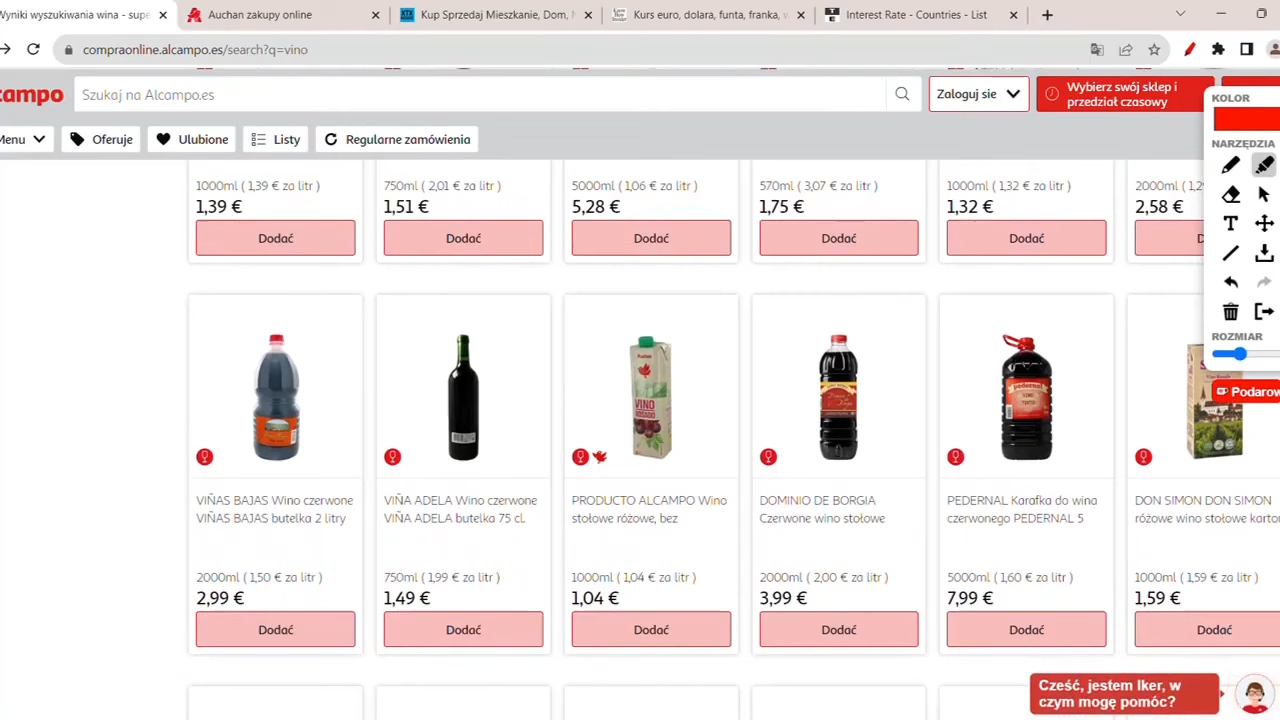 Wyniki wyszukiwania wina - supe
Auchan zakupy online
Kup Sprzedaj Mieszkanie, Dom,
Kurs euro, dolara, funta, franka, w
Interest Rate - Countries - List
compraonline.alcampo.es/search?q=vino
campo
Szukaj na Alcampo.es
Zaloguj sie
Wybierz swój sklep i
przedział czasowy
Menu
Oferuje
Ulubione
Listy
Regularne zamówienia
KOLOR
NARZĘDZIA
ROZMIAR
Podarow
1000ml ( 1,39 € za litr )
1,39 €
Dodać
750ml ( 2,01 € za litr )
1,51 €
Dodać
5000ml ( 1,06 € za litr )
5,28 €
Dodać
570ml ( 3,07 € za litr )
1,75 €
Dodać
1000ml ( 1,32 € za litr )
1,32 €
Dodać
2000ml ( 1,29
2,58 €
VIÑAS BAJAS Wino czerwone
VIÑAS BAJAS butelka 2 litry
2000ml ( 1,50 € za litr )
2,99 €
Dodać
VIÑA ADELA Wino czerwone
VIÑA ADELA butelka 75 cl.
750ml ( 1,99 € za litr )
1,49 €
Dodać
VINO
ROSADO
PRODUCTO ALCAMPO Wino
stołowe różowe, bez
1000ml ( 1,04 € za litr )
1,04 €
Dodać
DOMINIO DE BORGIA
Czerwone wino stołowe
2000ml ( 2,00 € za litr )
3,99 €
Dodać
pedernal
VINO
TINTO
PEDERNAL Karafka do wina
czerwonego PEDERNAL 5
5000ml ( 1,60 € za litr )
7,99 €
Dodać
DON SIMON DON SIMON
różowe wino stołowe karton
1000ml ( 1,59 € za litr )
1,59 €
Dodać
Cześć, jestem Iker, w
czym mogę pomóc?